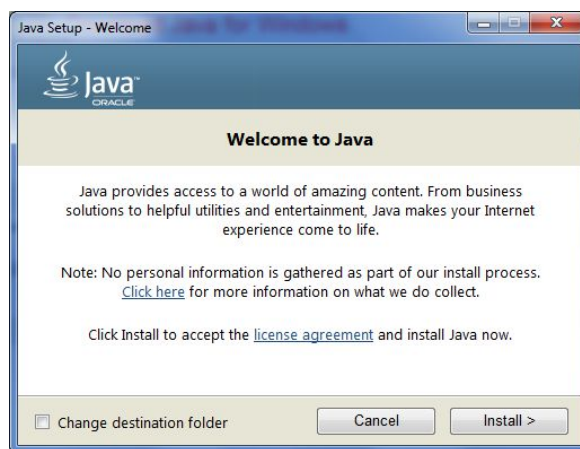 Java Setup - Welcome
Java for Windows
Java™
ORACLE
Welcome to Java
Java provides access to a world of amazing content. From business
solutions to helpful utilities and entertainment, Java makes your Internet
experience come to life.
Note: No personal information is gathered as part of our install process.
Click here for more information on what we do collect.
Click Install to accept the license agreement and install Java now.
Change destination folder
Cancel
Install >